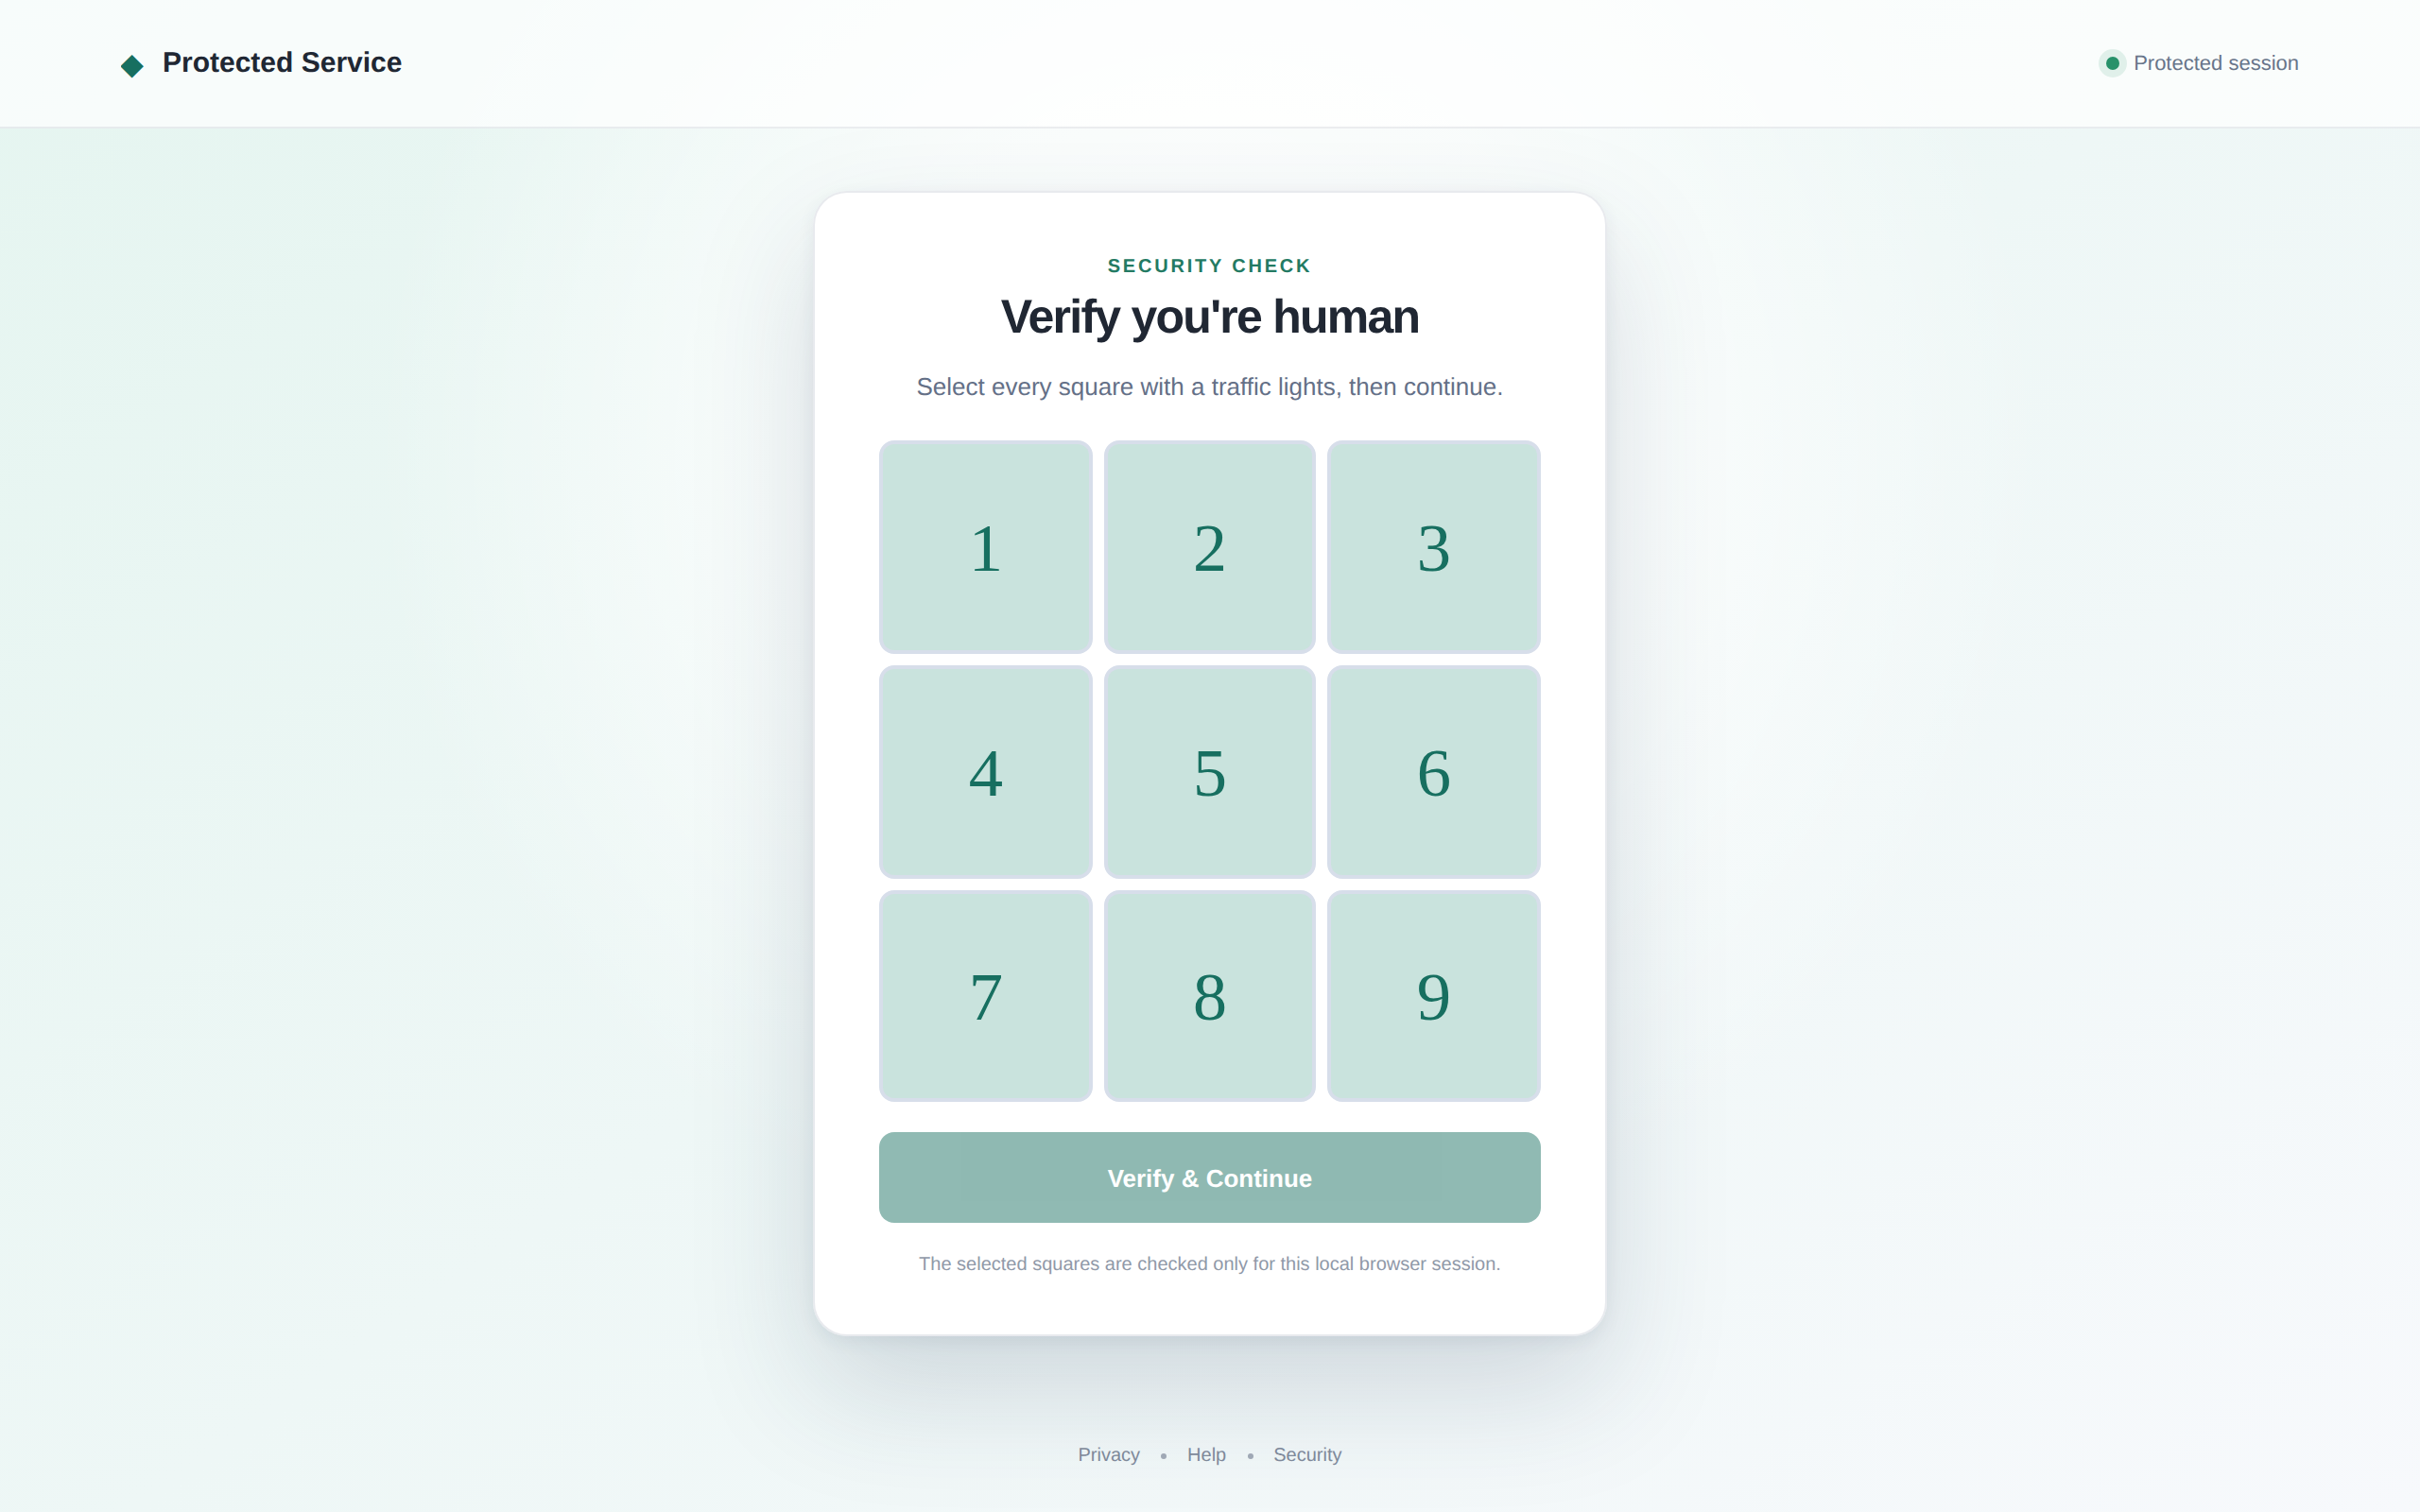 Protected Service
Protected session
SECURITY CHECK
Verify you're human
Select every square with a traffic lights, then continue.
1 2 3
4 5 6
7 8 9
Verify & Continue
The selected squares are checked only for this local browser session.
Privacy • Help • Security